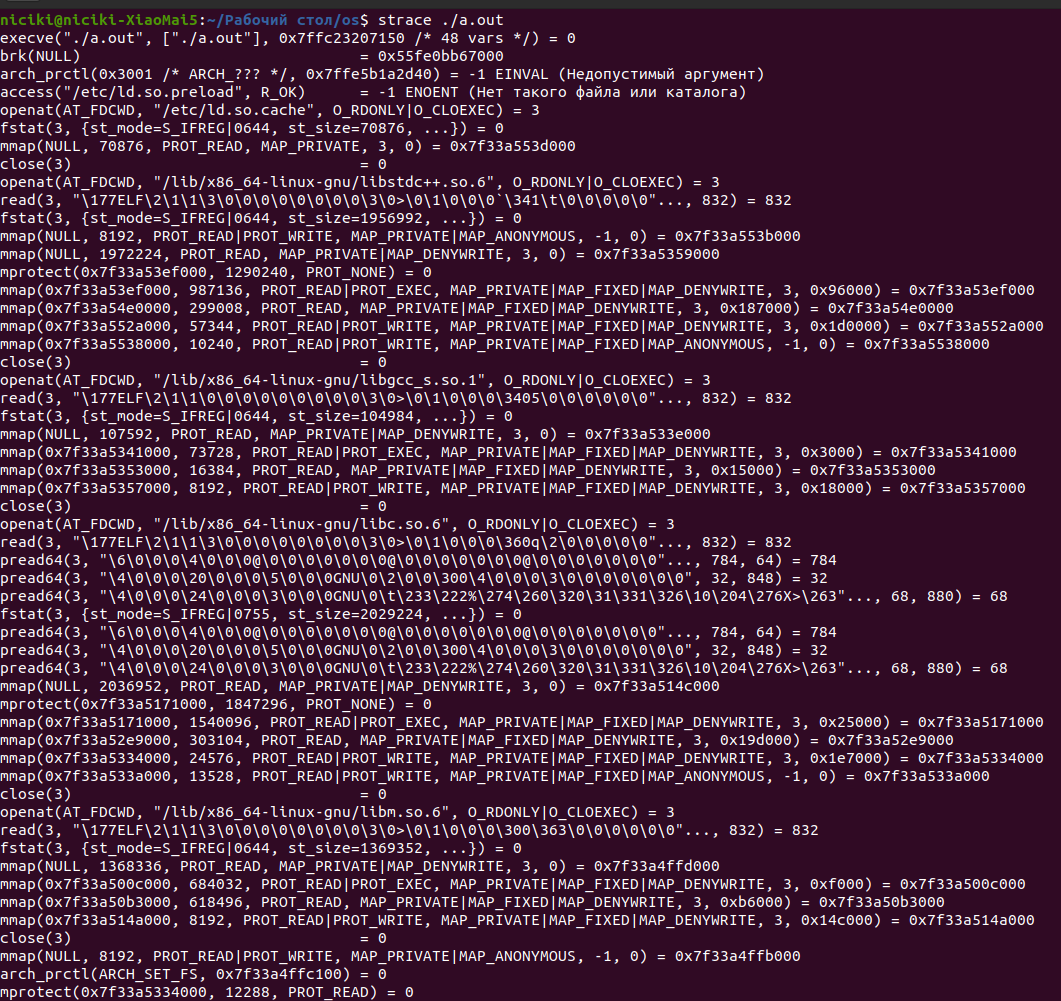 niciki@niciki-XiaoMai5:~/Рабочий стол/os$ strace ./a.out
execve("./a.out", ["./a.out"], 0x7ffc23207150 /* 48 vars */) = 0
brk(NULL)                               = 0x55fe0bb67000
arch_prctl(0x3001 /* ARCH_??? */, 0x7ffe5b1a2d40) = -1 EINVAL (Недопустимый аргумент)
access("/etc/ld.so.preload", R_OK)      = -1 ENOENT (Нет такого файла или каталога)
openat(AT_FDCWD, "/etc/ld.so.cache", O_RDONLY|O_CLOEXEC) = 3
fstat(3, {st_mode=S_IFREG|0644, st_size=70876, ...}) = 0
mmap(NULL, 70876, PROT_READ, MAP_PRIVATE, 3, 0) = 0x7f33a553d000
close(3)                                = 0
openat(AT_FDCWD, "/lib/x86_64-linux-gnu/libstdc++.so.6", O_RDONLY|O_CLOEXEC) = 3
read(3, "\177ELF\2\1\1\3\0\0\0\0\0\0\0\0\3\0>\0\1\0\0\0`\341\t\0\0\0\0\0"..., 832) = 832
fstat(3, {st_mode=S_IFREG|0644, st_size=1956992, ...}) = 0
mmap(NULL, 8192, PROT_READ|PROT_WRITE, MAP_PRIVATE|MAP_ANONYMOUS, -1, 0) = 0x7f33a553b000
mmap(NULL, 1972224, PROT_READ, MAP_PRIVATE|MAP_DENYWRITE, 3, 0) = 0x7f33a5359000
mprotect(0x7f33a53ef000, 1290240, PROT_NONE) = 0
mmap(0x7f33a53ef000, 987136, PROT_READ|PROT_EXEC, MAP_PRIVATE|MAP_FIXED|MAP_DENYWRITE, 3, 0x96000) = 0x7f33a53ef000
mmap(0x7f33a54e0000, 299008, PROT_READ, MAP_PRIVATE|MAP_FIXED|MAP_DENYWRITE, 3, 0x187000) = 0x7f33a54e0000
mmap(0x7f33a552a000, 57344, PROT_READ|PROT_WRITE, MAP_PRIVATE|MAP_FIXED|MAP_DENYWRITE, 3, 0x1d0000) = 0x7f33a552a000
mmap(0x7f33a5538000, 10240, PROT_READ|PROT_WRITE, MAP_PRIVATE|MAP_FIXED|MAP_ANONYMOUS, -1, 0) = 0x7f33a5538000
close(3)                                = 0
openat(AT_FDCWD, "/lib/x86_64-linux-gnu/libgcc_s.so.1", O_RDONLY|O_CLOEXEC) = 3
read(3, "\177ELF\2\1\1\0\0\0\0\0\0\0\0\0\3\0>\0\1\0\0\0\3405\0\0\0\0\0\0"..., 832) = 832
fstat(3, {st_mode=S_IFREG|0644, st_size=104984, ...}) = 0
mmap(NULL, 107592, PROT_READ, MAP_PRIVATE|MAP_DENYWRITE, 3, 0) = 0x7f33a533e000
mmap(0x7f33a5341000, 73728, PROT_READ|PROT_EXEC, MAP_PRIVATE|MAP_FIXED|MAP_DENYWRITE, 3, 0x3000) = 0x7f33a5341000
mmap(0x7f33a5353000, 16384, PROT_READ, MAP_PRIVATE|MAP_FIXED|MAP_DENYWRITE, 3, 0x15000) = 0x7f33a5353000
mmap(0x7f33a5357000, 8192, PROT_READ|PROT_WRITE, MAP_PRIVATE|MAP_FIXED|MAP_DENYWRITE, 3, 0x18000) = 0x7f33a5357000
close(3)                                = 0
openat(AT_FDCWD, "/lib/x86_64-linux-gnu/libc.so.6", O_RDONLY|O_CLOEXEC) = 3
read(3, "\177ELF\2\1\1\3\0\0\0\0\0\0\0\0\3\0>\0\1\0\0\0\360q\2\0\0\0\0\0"..., 832) = 832
pread64(3, "\6\0\0\0\4\0\0\0@\0\0\0\0\0\0\0@\0\0\0\0\0\0\0@\0\0\0\0\0\0\0"..., 784, 64) = 784
pread64(3, "\4\0\0\0\20\0\0\0\5\0\0\0GNU\0\2\0\0\300\4\0\0\0\3\0\0\0\0\0\0\0", 32, 848) = 32
pread64(3, "\4\0\0\0\24\0\0\0\3\0\0\0GNU\0\t\233\222%\274\260\320\31\331\326\10\204\276X>\263"..., 68, 880) = 68
fstat(3, {st_mode=S_IFREG|0755, st_size=2029224, ...}) = 0
pread64(3, "\6\0\0\0\4\0\0\0@\0\0\0\0\0\0\0@\0\0\0\0\0\0\0@\0\0\0\0\0\0\0"..., 784, 64) = 784
pread64(3, "\4\0\0\0\20\0\0\0\5\0\0\0GNU\0\2\0\0\300\4\0\0\0\3\0\0\0\0\0\0\0", 32, 848) = 32
pread64(3, "\4\0\0\0\24\0\0\0\3\0\0\0GNU\0\t\233\222%\274\260\320\31\331\326\10\204\276X>\263"..., 68, 880) = 68
mmap(NULL, 2036952, PROT_READ, MAP_PRIVATE|MAP_DENYWRITE, 3, 0) = 0x7f33a514c000
mprotect(0x7f33a5171000, 1847296, PROT_NONE) = 0
mmap(0x7f33a5171000, 1540096, PROT_READ|PROT_EXEC, MAP_PRIVATE|MAP_FIXED|MAP_DENYWRITE, 3, 0x25000) = 0x7f33a5171000
mmap(0x7f33a52e9000, 303104, PROT_READ, MAP_PRIVATE|MAP_FIXED|MAP_DENYWRITE, 3, 0x19d000) = 0x7f33a52e9000
mmap(0x7f33a5334000, 24576, PROT_READ|PROT_WRITE, MAP_PRIVATE|MAP_FIXED|MAP_DENYWRITE, 3, 0x1e7000) = 0x7f33a5334000
mmap(0x7f33a533a000, 13528, PROT_READ|PROT_WRITE, MAP_PRIVATE|MAP_FIXED|MAP_ANONYMOUS, -1, 0) = 0x7f33a533a000
close(3)                                = 0
openat(AT_FDCWD, "/lib/x86_64-linux-gnu/libm.so.6", O_RDONLY|O_CLOEXEC) = 3
read(3, "\177ELF\2\1\1\3\0\0\0\0\0\0\0\0\3\0>\0\1\0\0\0\300\363\0\0\0\0\0\0"..., 832) = 832
fstat(3, {st_mode=S_IFREG|0644, st_size=1369352, ...}) = 0
mmap(NULL, 1368336, PROT_READ, MAP_PRIVATE|MAP_DENYWRITE, 3, 0) = 0x7f33a4ffd000
mmap(0x7f33a500c000, 684032, PROT_READ|PROT_EXEC, MAP_PRIVATE|MAP_FIXED|MAP_DENYWRITE, 3, 0xf000) = 0x7f33a500c000
mmap(0x7f33a50b3000, 618496, PROT_READ, MAP_PRIVATE|MAP_FIXED|MAP_DENYWRITE, 3, 0xb6000) = 0x7f33a50b3000
mmap(0x7f33a514a000, 8192, PROT_READ|PROT_WRITE, MAP_PRIVATE|MAP_FIXED|MAP_DENYWRITE, 3, 0x14c000) = 0x7f33a514a000
close(3)                                = 0
mmap(NULL, 8192, PROT_READ|PROT_WRITE, MAP_PRIVATE|MAP_ANONYMOUS, -1, 0) = 0x7f33a4ffb000
arch_prctl(ARCH_SET_FS, 0x7f33a4ffc100) = 0
mprotect(0x7f33a5334000, 12288, PROT_READ) = 0